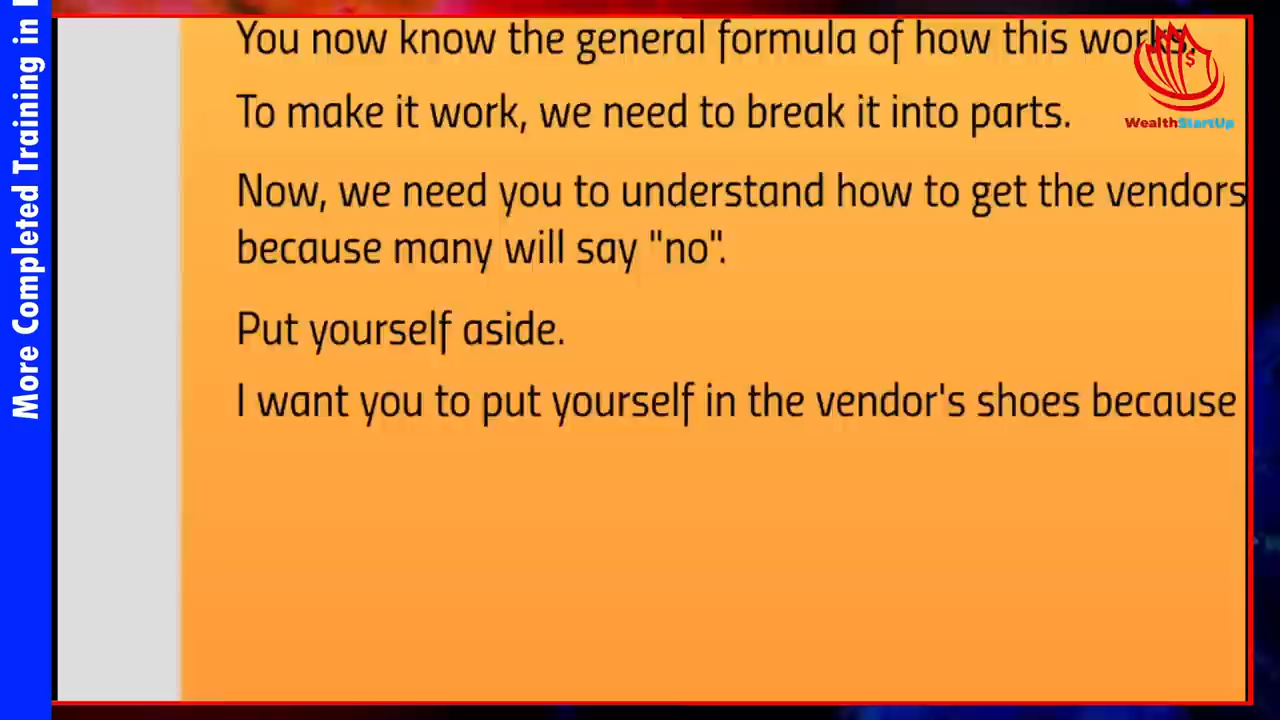 More Completed Training in
You now know the general formula of how this works.
To make it work, we need to break it into parts.
Now, we need you to understand how to get the vendors
because many will say "no".
Put yourself aside.
I want you to put yourself in the vendor's shoes because
$
WealthStartUp